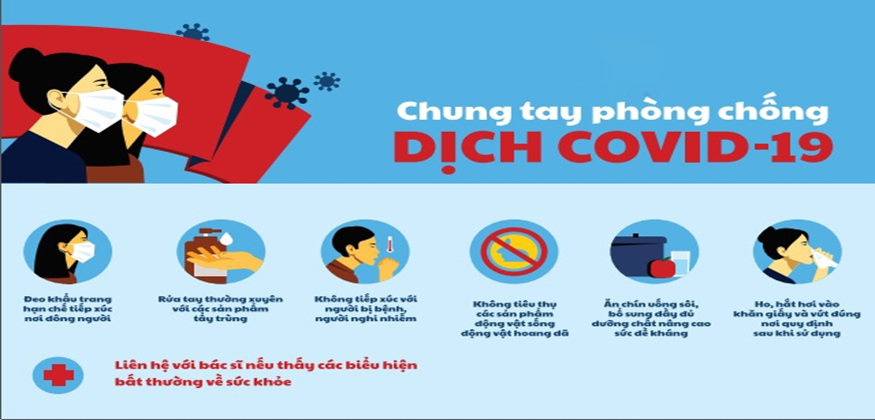 Chung tay phòng chống
DỊCH COVID-19
Đeo khẩu trang
hạn chế tiếp xúc
nơi đông người
Rửa tay thường xuyên
với các sản phẩm
tẩy trùng
Không tiếp xúc với
người bị bệnh,
người nghi nhiễm
Không tiêu thụ
các sản phẩm
động vật sống
động vật hoang dã
Ăn chín uống sôi,
bổ sung đầy đủ
dưỡng chất nâng cao
sức đề kháng
Ho, hắt hơi vào
khăn giấy và vứt đúng
nơi quy định
sau khi sử dụng
Liên hệ với bác sĩ nếu thấy các biểu hiện
bất thường về sức khỏe